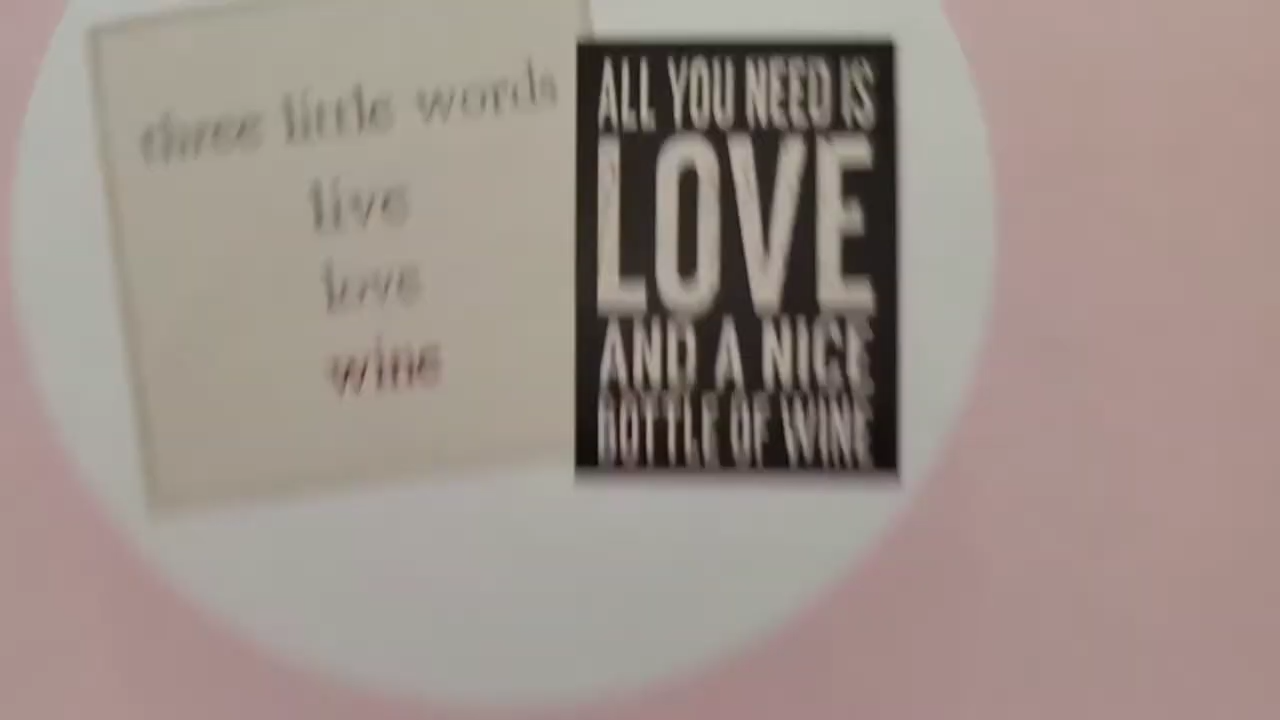 three little words
live
love
wine
ALL YOU NEED IS
LOVE
AND A NICE
BOTTLE OF WINE